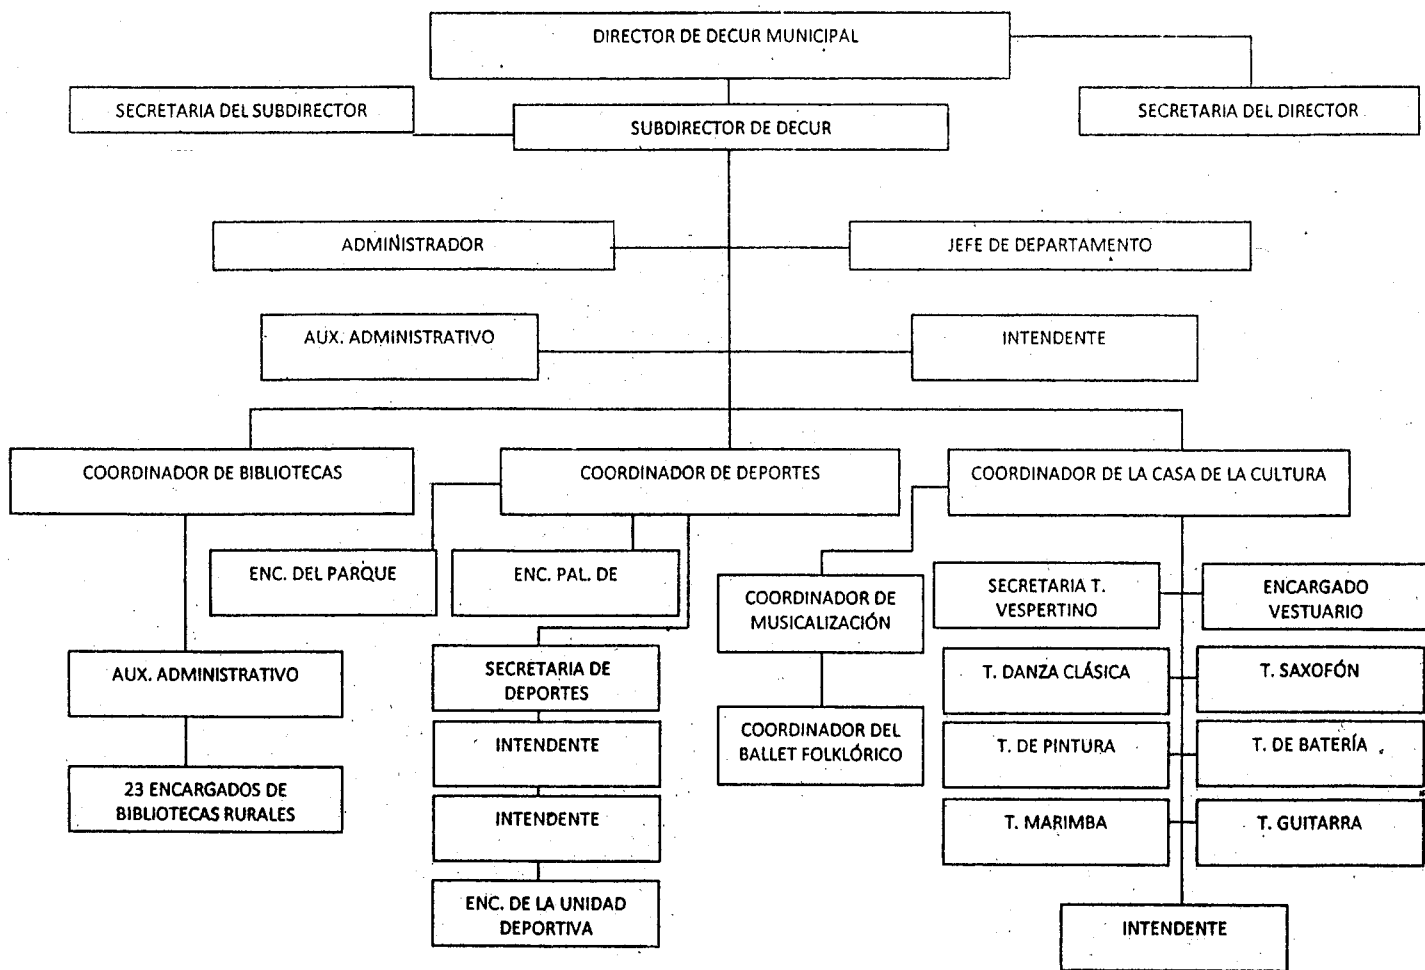 DIRECTOR DE DECUR MUNICIPAL
SECRETARIA DEL SUBDIRECTOR
SUBDIRECTOR DE DECUR
SECRETARIA DEL DIRECTOR
ADMINISTRADOR
JEFE DE DEPARTAMENTO
AUX. ADMINISTRATIVO
INTENDENTE
COORDINADOR DE BIBLIOTECAS
COORDINADOR DE DEPORTES
COORDINADOR DE LA CASA DE LA CULTURA
ENC. DEL PARQUE
ENC. PAL. DE
COORDINADOR DE
MUSICALIZACIÓN
SECRETARIA T.
VESPERTINO
ENCARGADO
VESTUARIO
AUX. ADMINISTRATIVO
SECRETARIA DE
DEPORTES
T. DANZA CLÁSICA
T. SAXOFÓN
INTENDENTE
COORDINADOR DEL
BALLET FOLKLÓRICO
T. DE PINTURA
T. DE BATERÍA
23 ENCARGADOS DE
BIBLIOTECAS RURALES
INTENDENTE
T. MARIMBA
T. GUITARRA
ENC. DE LA UNIDAD
DEPORTIVA
INTENDENTE